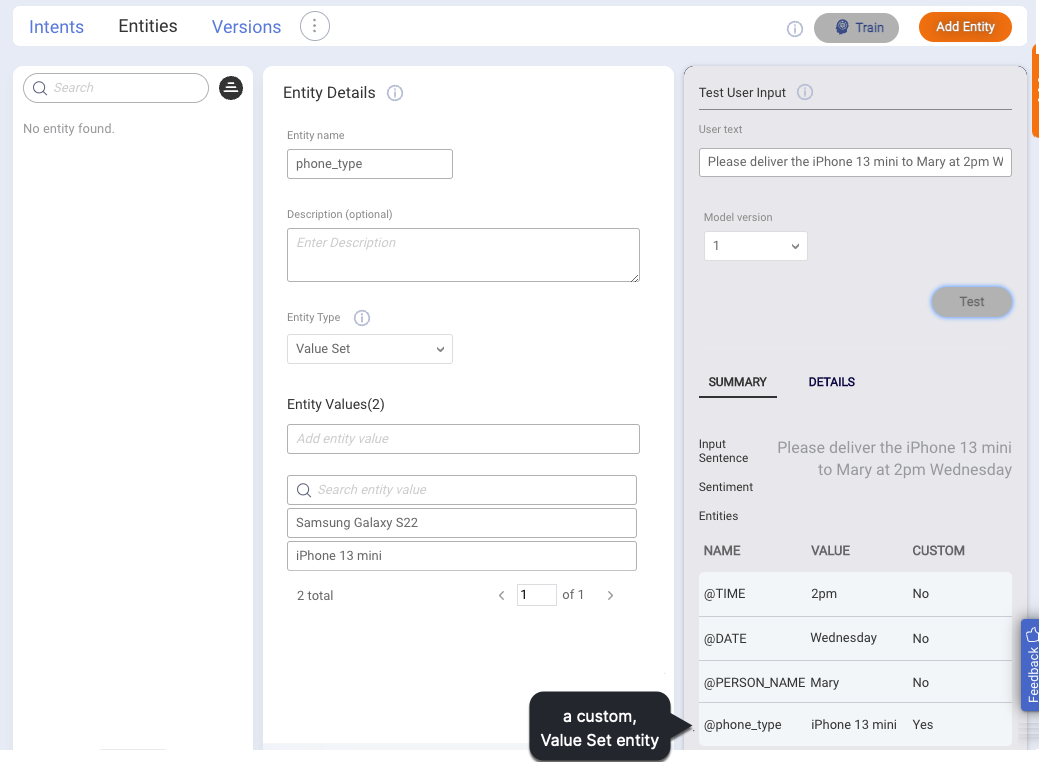 Intents Entities Versions
Train Add Entity
Search
No entity found.
Entity Details
Entity name
phone_type
Description (optional)
Enter Description
Entity Type
Value Set
Entity Values(2)
Add entity value
Search entity value
Samsung Galaxy S22
iPhone 13 mini
2 total 1 of 1
Test User Input
User text
Please deliver the iPhone 13 mini to Mary at 2pm W
Model version
1
Test
SUMMARY DETAILS
Input Sentence
Please deliver the iPhone 13 mini
to Mary at 2pm Wednesday
Sentiment
Entities
NAME VALUE CUSTOM
@TIME 2pm No
@DATE Wednesday No
@PERSON_NAME Mary No
@phone_type iPhone 13 mini Yes
a custom,
Value Set entity
Feedback